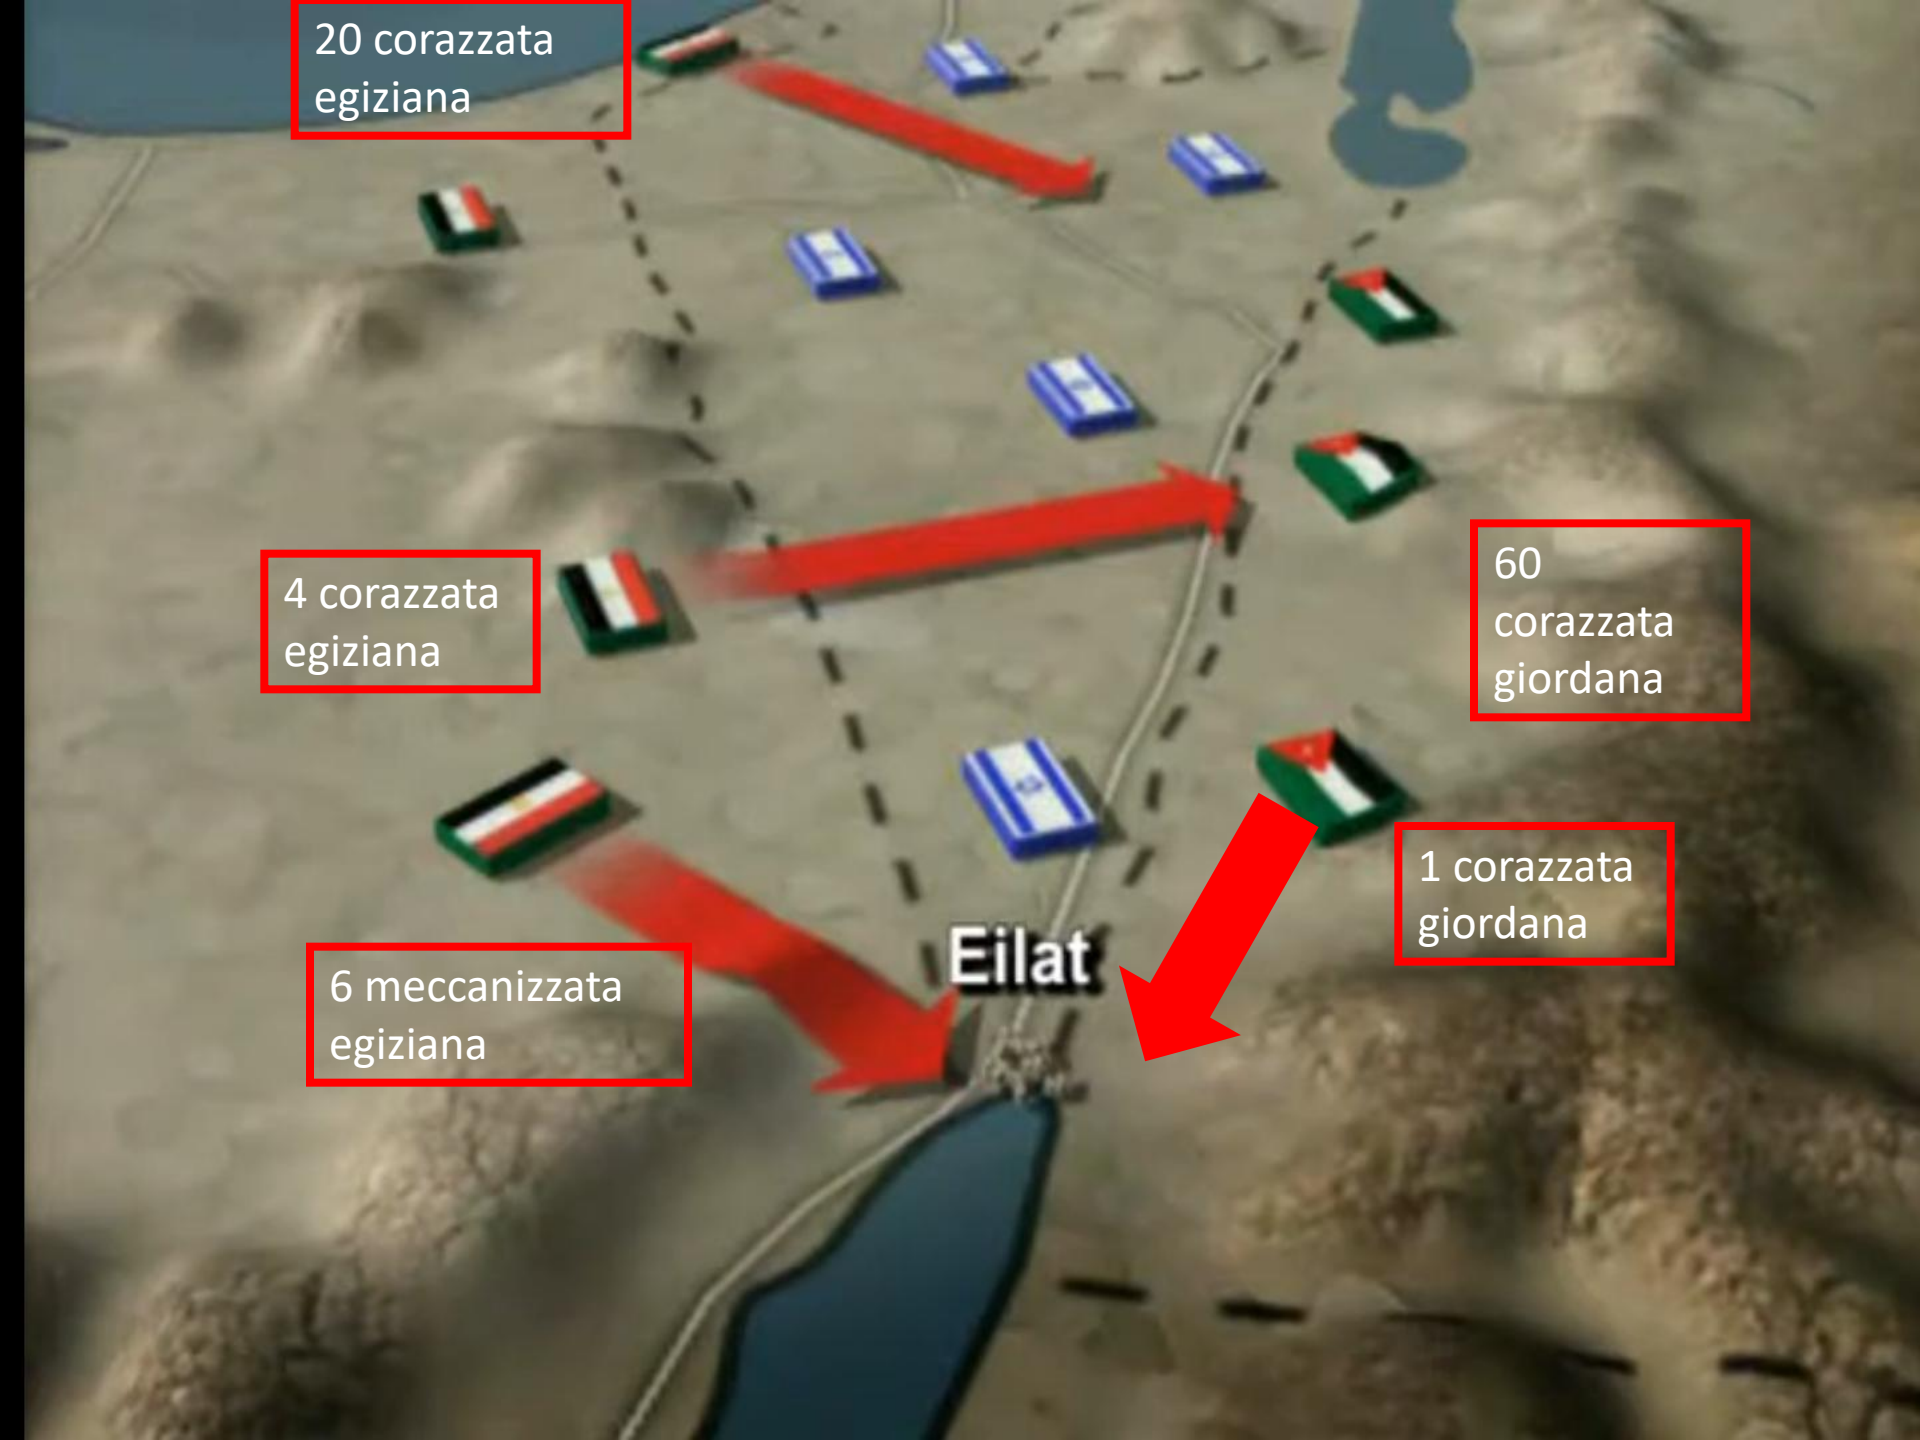 20 corazzata
egiziana
4 corazzata
egiziana
60
corazzata
giordana
1 corazzata
giordana
Eilat
6 meccanizzata
egiziana